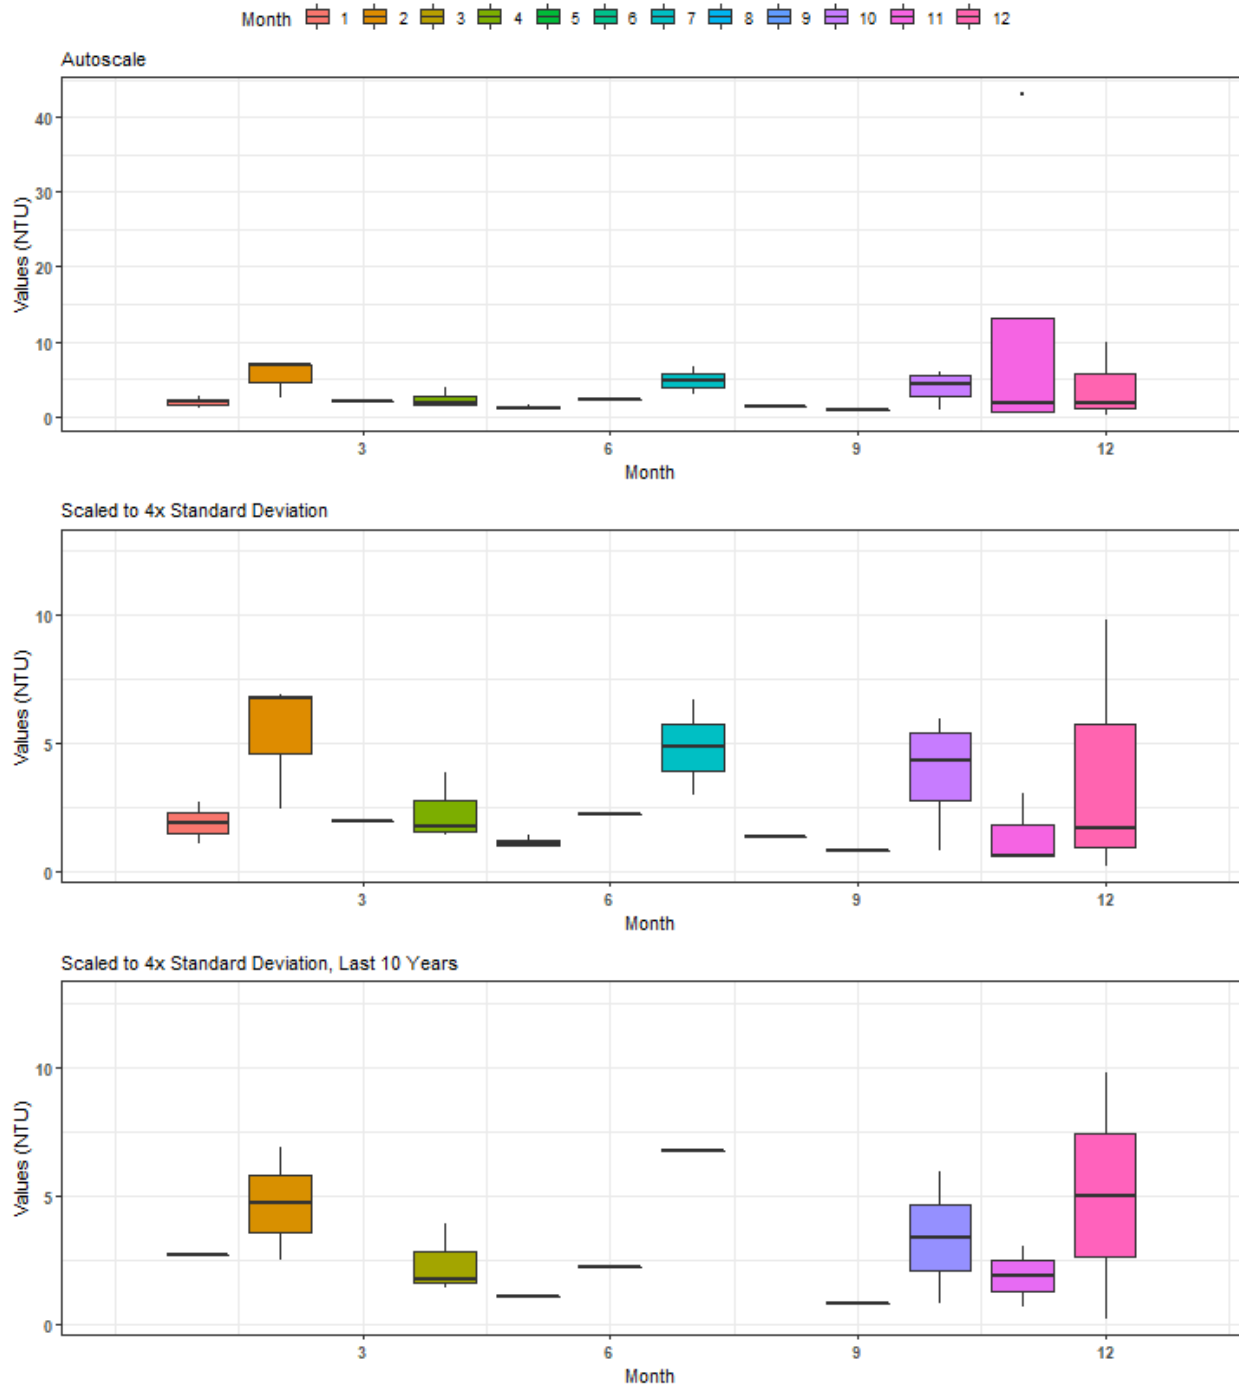 Month 1 2 3 4 5 6 7 8 9 10 11 12
Autoscale
Values (NTU)
40
30
20
10
0
3 6 9 12
Month
Scaled to 4x Standard Deviation
Values (NTU)
10
5
0
3 6 9 12
Month
Scaled to 4x Standard Deviation, Last 10 Years
Values (NTU)
10
5
0
3 6 9 12
Month